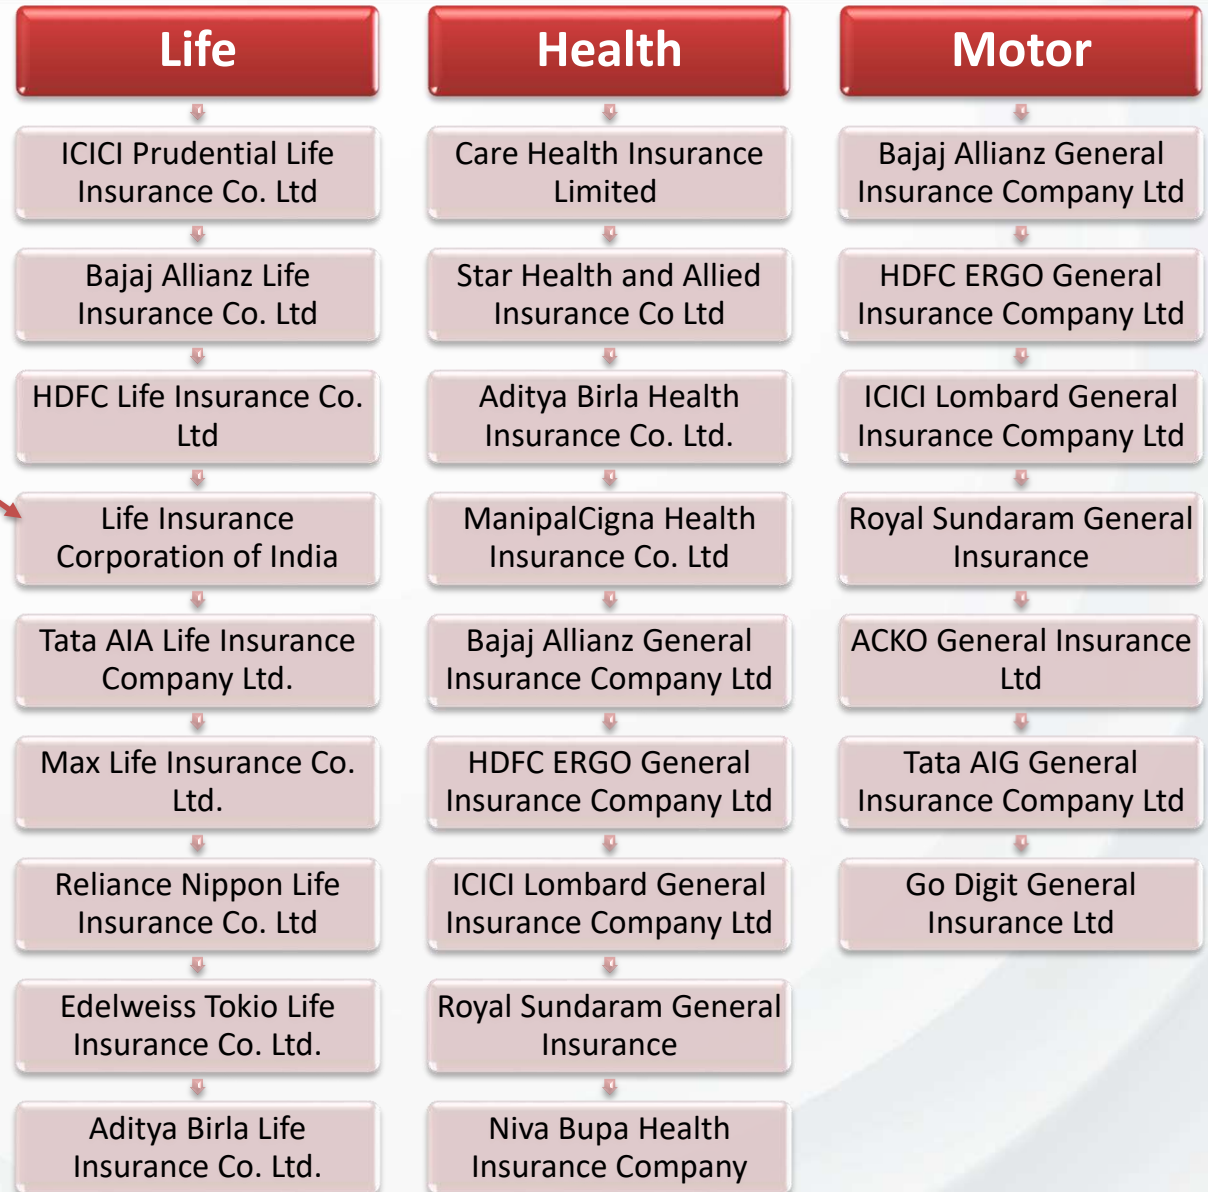 Life
ICICI Prudential Life
Insurance Co. Ltd
Bajaj Allianz Life
Insurance Co. Ltd
HDFC Life Insurance Co.
Ltd
Life Insurance
Corporation of India
Tata AIA Life Insurance
Company Ltd.
Max Life Insurance Co.
Ltd.
Reliance Nippon Life
Insurance Co. Ltd
Edelweiss Tokio Life
Insurance Co. Ltd.
Aditya Birla Life
Insurance Co. Ltd.
Health
Care Health Insurance
Limited
Star Health and Allied
Insurance Co Ltd
Aditya Birla Health
Insurance Co. Ltd.
ManipalCigna Health
Insurance Co. Ltd
Bajaj Allianz General
Insurance Company Ltd
HDFC ERGO General
Insurance Company Ltd
ICICI Lombard General
Insurance Company Ltd
Royal Sundaram General
Insurance
Niva Bupa Health
Insurance Company
Motor
Bajaj Allianz General
Insurance Company Ltd
HDFC ERGO General
Insurance Company Ltd
ICICI Lombard General
Insurance Company Ltd
Royal Sundaram General
Insurance
ACKO General Insurance
Ltd
Tata AIG General
Insurance Company Ltd
Go Digit General
Insurance Ltd